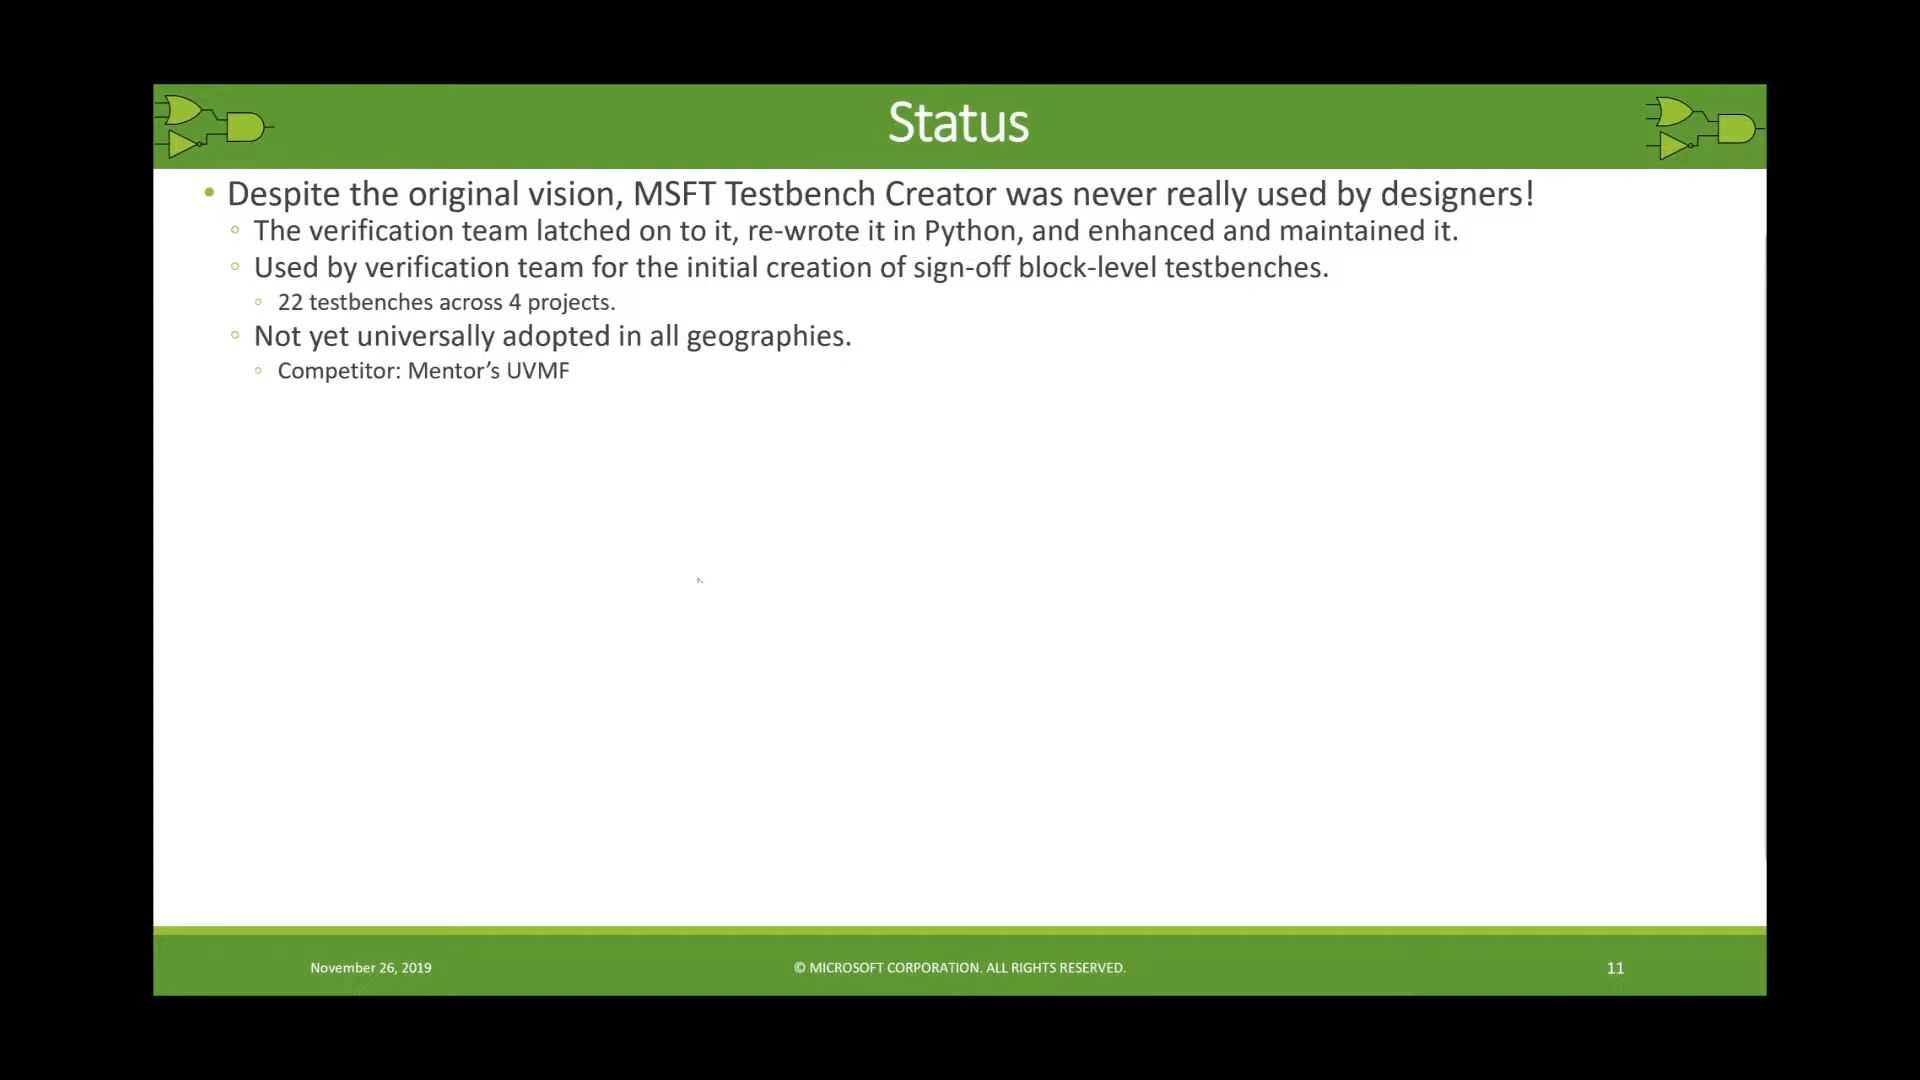 Status
• Despite the original vision, MSFT Testbench Creator was never really used by designers!
◦ The verification team latched on to it, re-wrote it in Python, and enhanced and maintained it.
◦ Used by verification team for the initial creation of sign-off block-level testbenches.
◦ 22 testbenches across 4 projects.
◦ Not yet universally adopted in all geographies.
◦ Competitor: Mentor’s UVMF
November 26, 2019
© MICROSOFT CORPORATION. ALL RIGHTS RESERVED.
11